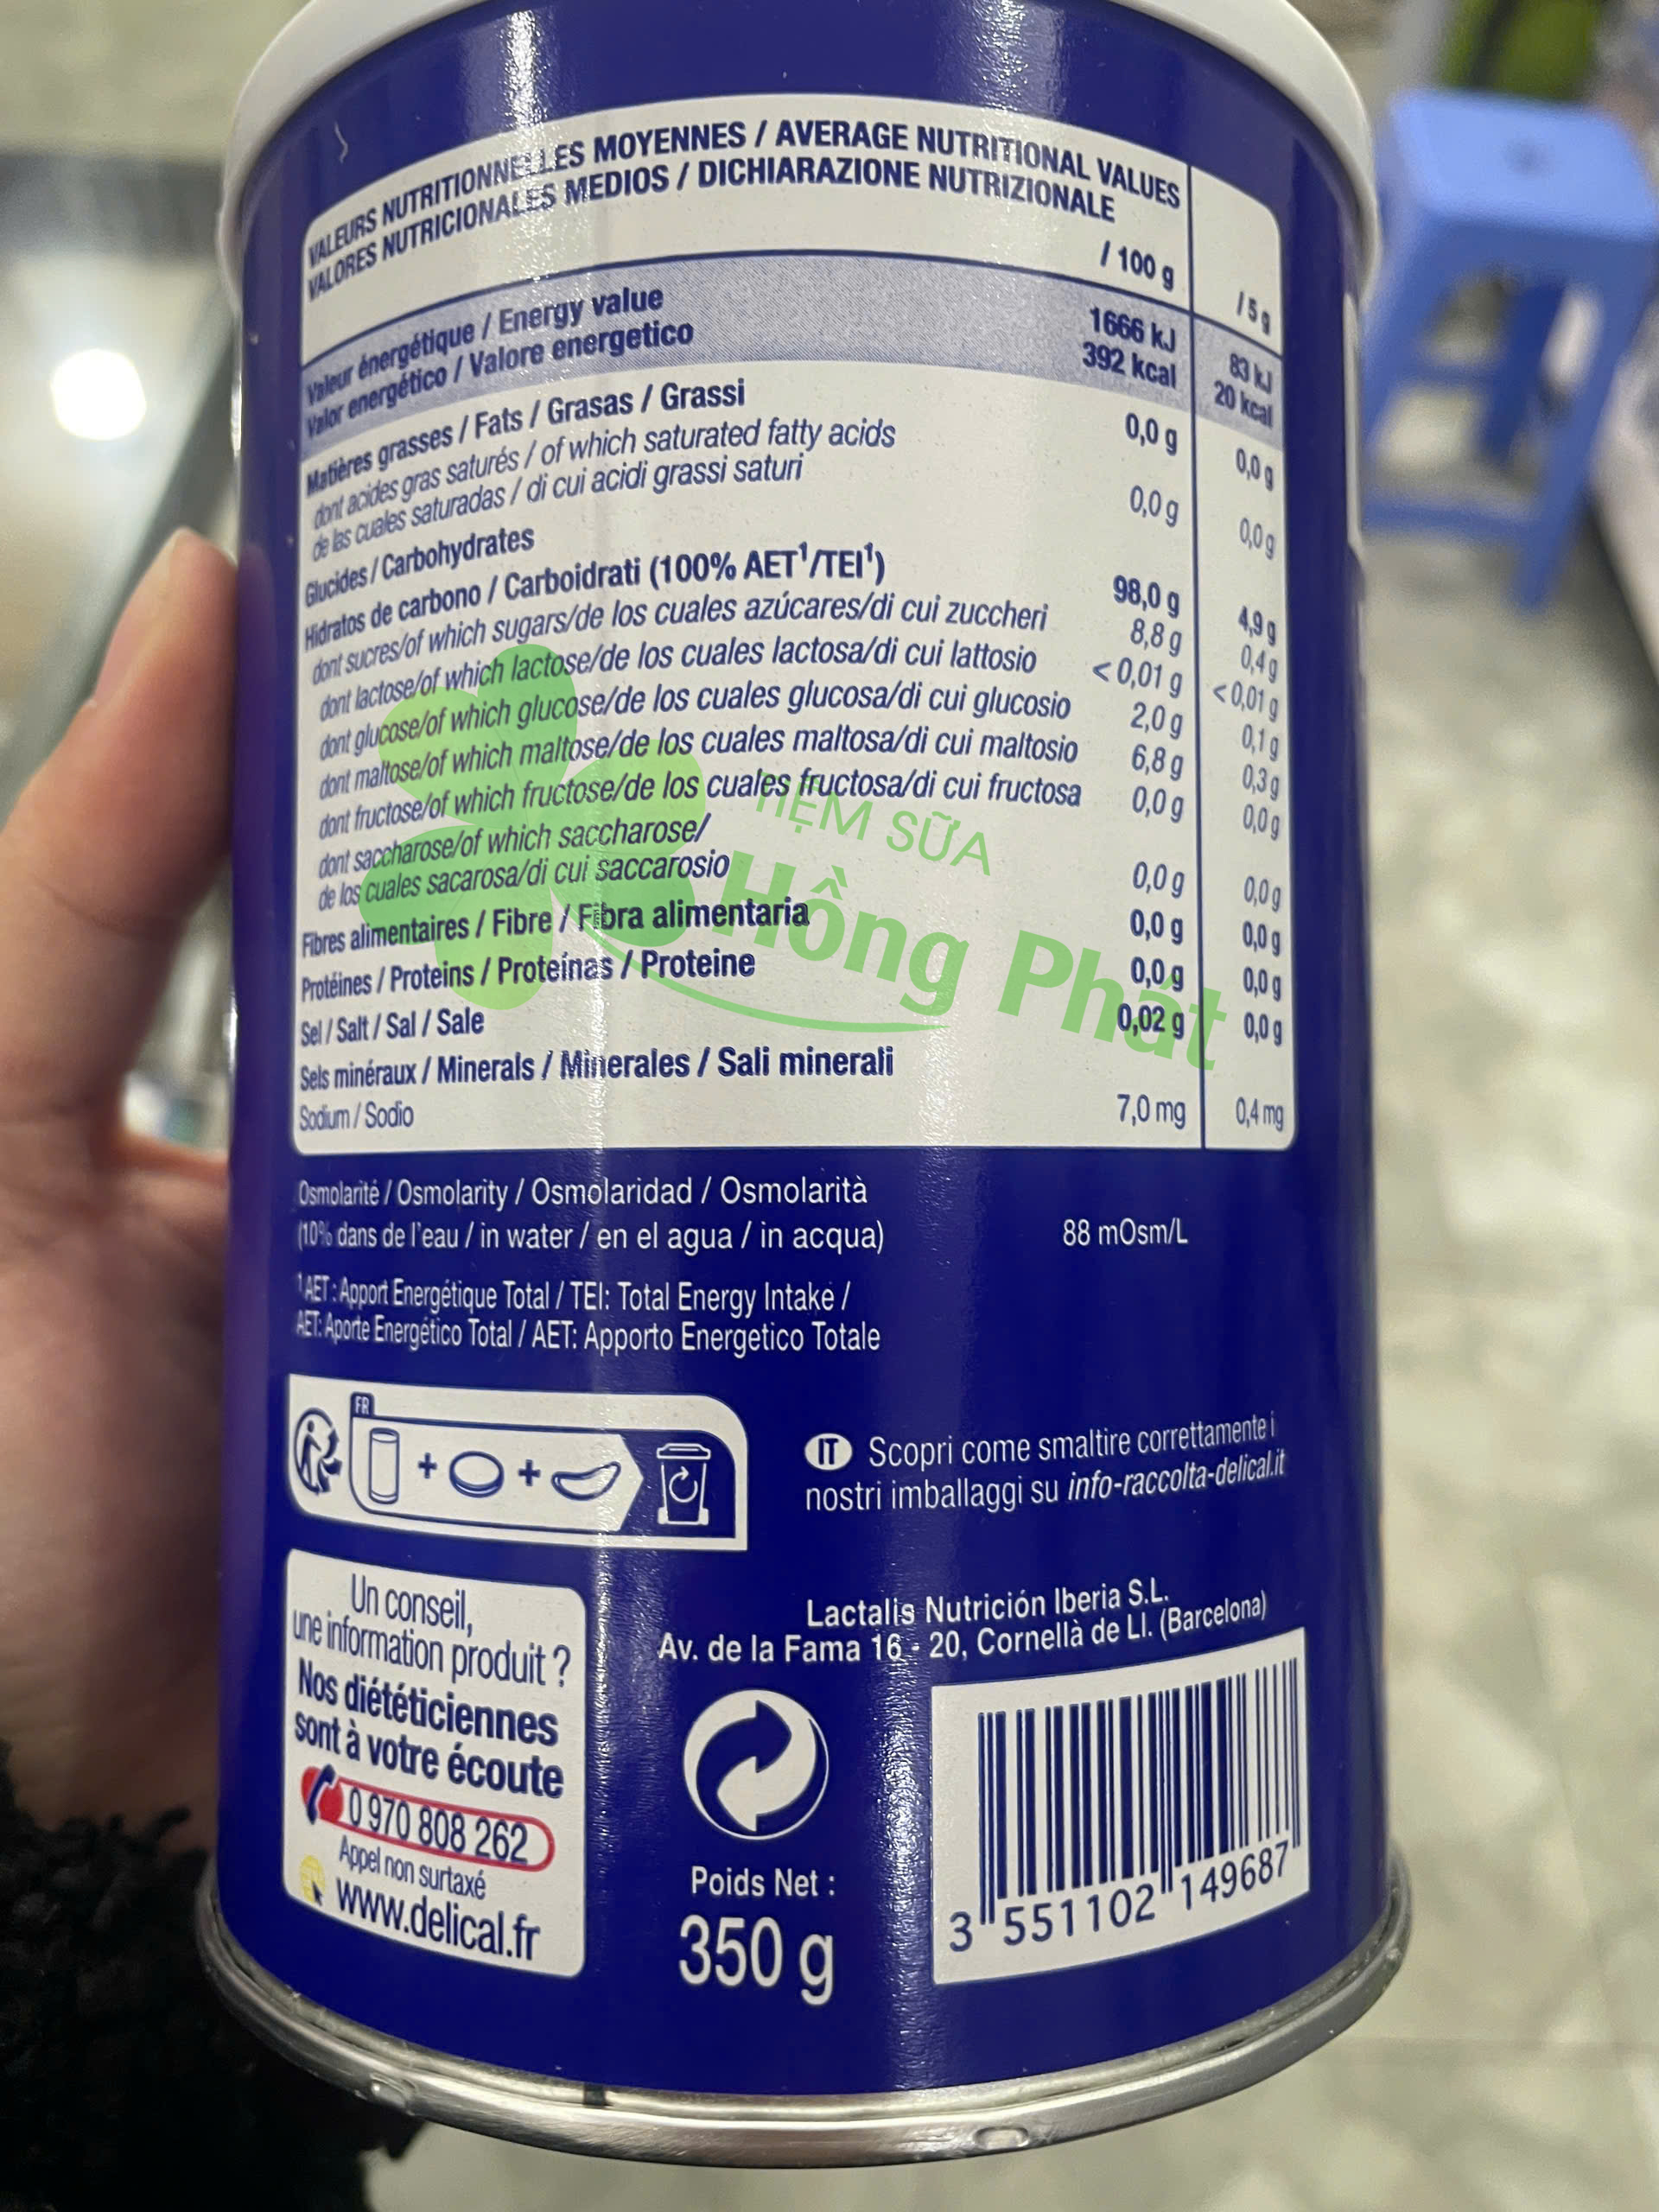 VALEURS NUTRITIONNELLES MOYENNES / AVERAGE NUTRITIONAL VALUES
VALORES NUTRICIONALES MEDIOS / DICHIARAZIONE NUTRIZIONALE
/ 100 g / 5 g
Valeur énergétique / Energy value 1666 kJ 83 kJ
Valor energético / Valore energetico 392 kcal 20 kcal
Matières grasses / Fats / Grasas / Grassi 0,0 g 0,0 g
dont acides gras saturés / of which saturated fatty acids
de las cuales saturadas / di cui acidi grassi saturi 0,0 g 0,0 g
Glucides / Carbohydrates
Hidratos de carbono / Carboidrati (100% AET¹/TEI¹) 98,0 g 4,9 g
dont sucres/of which sugars/de los cuales azúcares/di cui zuccheri 8,8 g 0,4 g
dont lactose/of which lactose/de los cuales lactosa/di cui lattosio < 0,01 g < 0,01 g
dont glucose/of which glucose/de los cuales glucosa/di cui glucosio 2,0 g 0,1 g
dont maltose/of which maltose/de los cuales maltosa/di cui maltosio 6,8 g 0,3 g
dont fructose/of which fructose/de los cuales fructosa/di cui fructosa 0,0 g 0,0 g
dont saccharose/of which saccharose/
de los cuales sacarosa/di cui saccarosio 0,0 g 0,0 g
Fibres alimentaires / Fibre / Fibra alimentaria 0,0 g 0,0 g
Protéines / Proteins / Proteínas / Proteine 0,0 g 0,0 g
Sel / Salt / Sal / Sale 0,02 g 0,0 g
Sels minéraux / Minerals / Minerales / Sali minerali
Sodium / Sodio 7,0 mg 0,4 mg
TIỆM SỮA
Hồng Phát
Osmolarité / Osmolarity / Osmolaridad / Osmolarità
(10% dans de l'eau / in water / en el agua / in acqua) 88 mOsm/L
¹ AET : Apport Energétique Total / TEI: Total Energy Intake /
AET: Aporte Energético Total / AET: Apporto Energetico Totale
FR
+ +
IT Scopri come smaltire correttamente i
nostri imballaggi su info-raccolta-delical.it
Un conseil,
une information produit ?
Nos diététiciennes
sont à votre écoute
0 970 808 262
Appel non surtaxé
www.delical.fr
Lactalis Nutrición Iberia S.L.
Av. de la Fama 16 - 20, Cornellà de Ll. (Barcelona)
Poids Net :
350 g
3 551102 149687